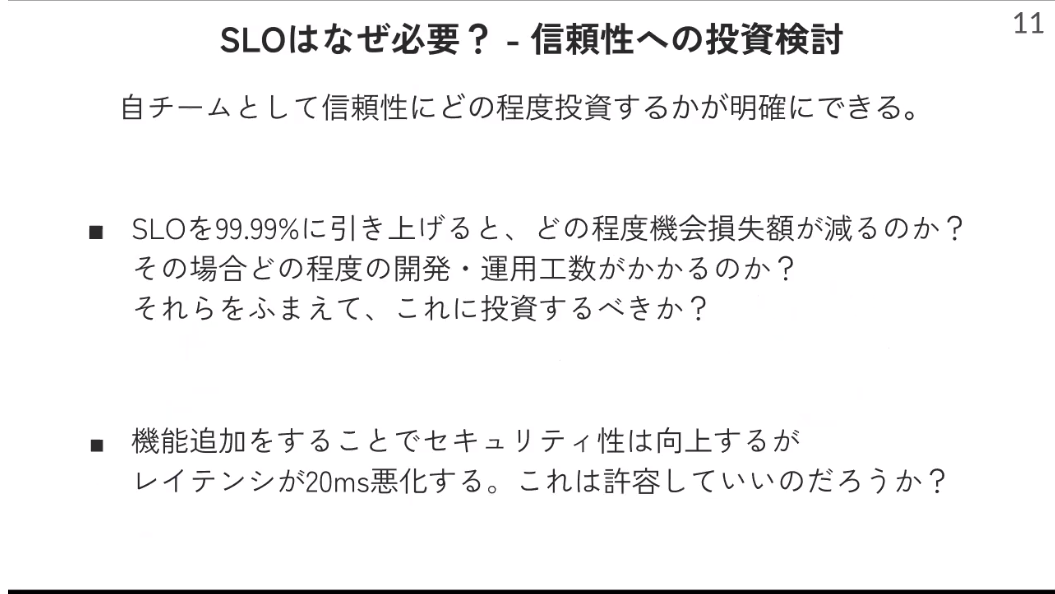 11
SLOはなぜ必要？ - 信頼性への投資検討
自チームとして信頼性にどの程度投資するかが明確にできる。
■ SLOを99.99%に引き上げると、どの程度機会損失額が減るのか？
その場合どの程度の開発・運用工数がかかるのか？
それらをふまえて、これに投資するべきか？
■ 機能追加をすることでセキュリティ性は向上するが
レイテンシが20ms悪化する。これは許容していいのだろうか？